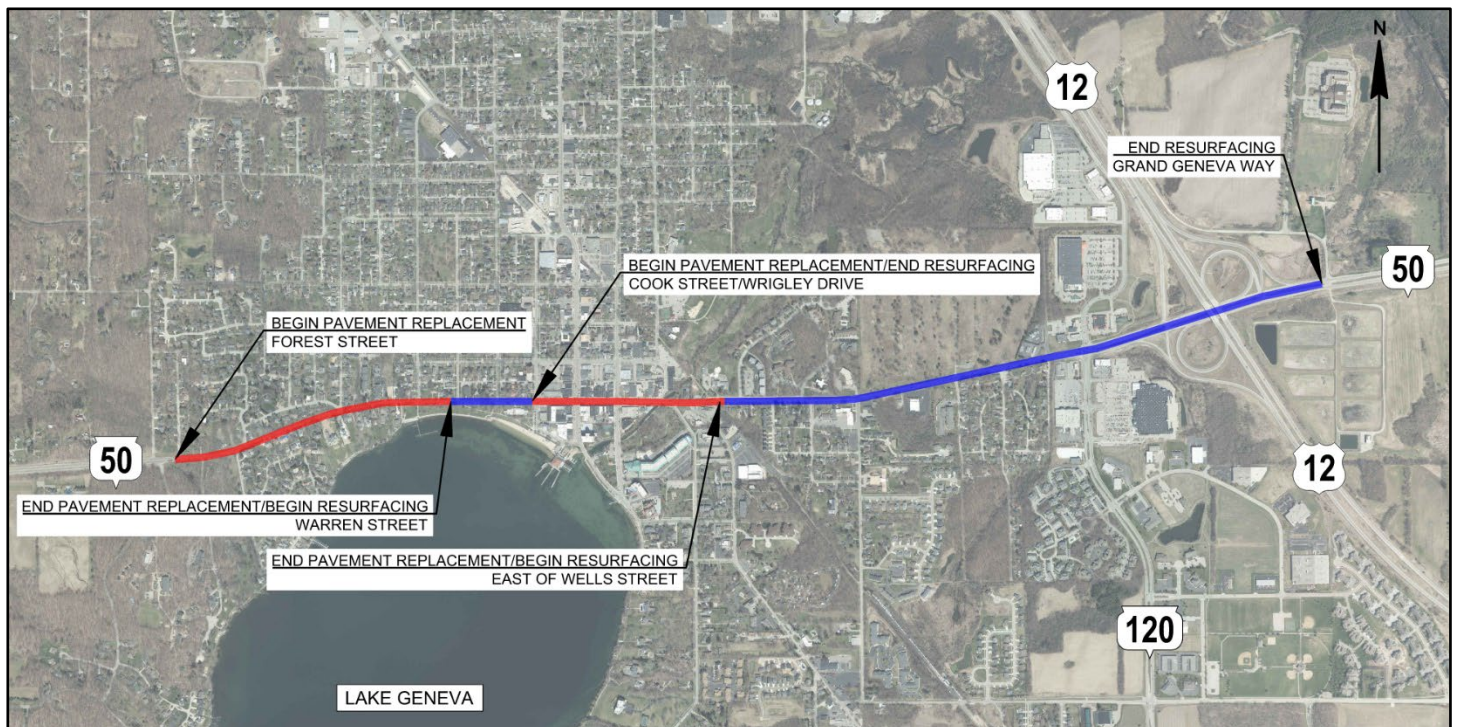 N
12
END RESURFACING
GRAND GENEVA WAY
50
BEGIN PAVEMENT REPLACEMENT/END RESURFACING
COOK STREET/WRIGLEY DRIVE
BEGIN PAVEMENT REPLACEMENT
FOREST STREET
50
12
END PAVEMENT REPLACEMENT/BEGIN RESURFACING
WARREN STREET
END PAVEMENT REPLACEMENT/BEGIN RESURFACING
EAST OF WELLS STREET
120
LAKE GENEVA